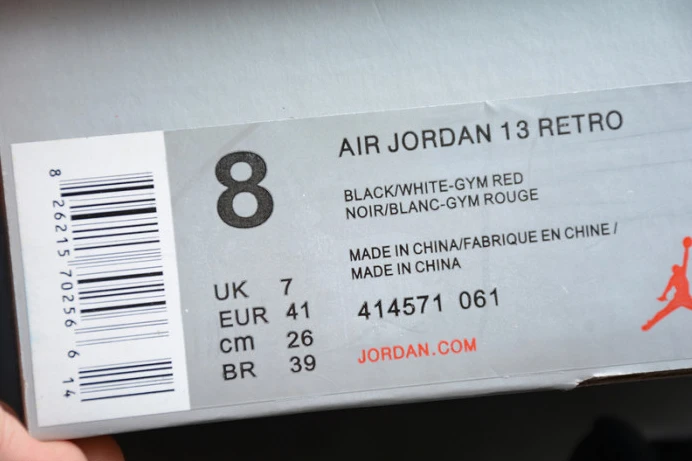 8 26215 70256 6 14
8
AIR JORDAN 13 RETRO
BLACK/WHITE-GYM RED
NOIR/BLANC-GYM ROUGE
MADE IN CHINA/FABRIQUE EN CHINE /
MADE IN CHINA
UK 7
EUR 41
cm 26
BR 39
414571 061
JORDAN.COM